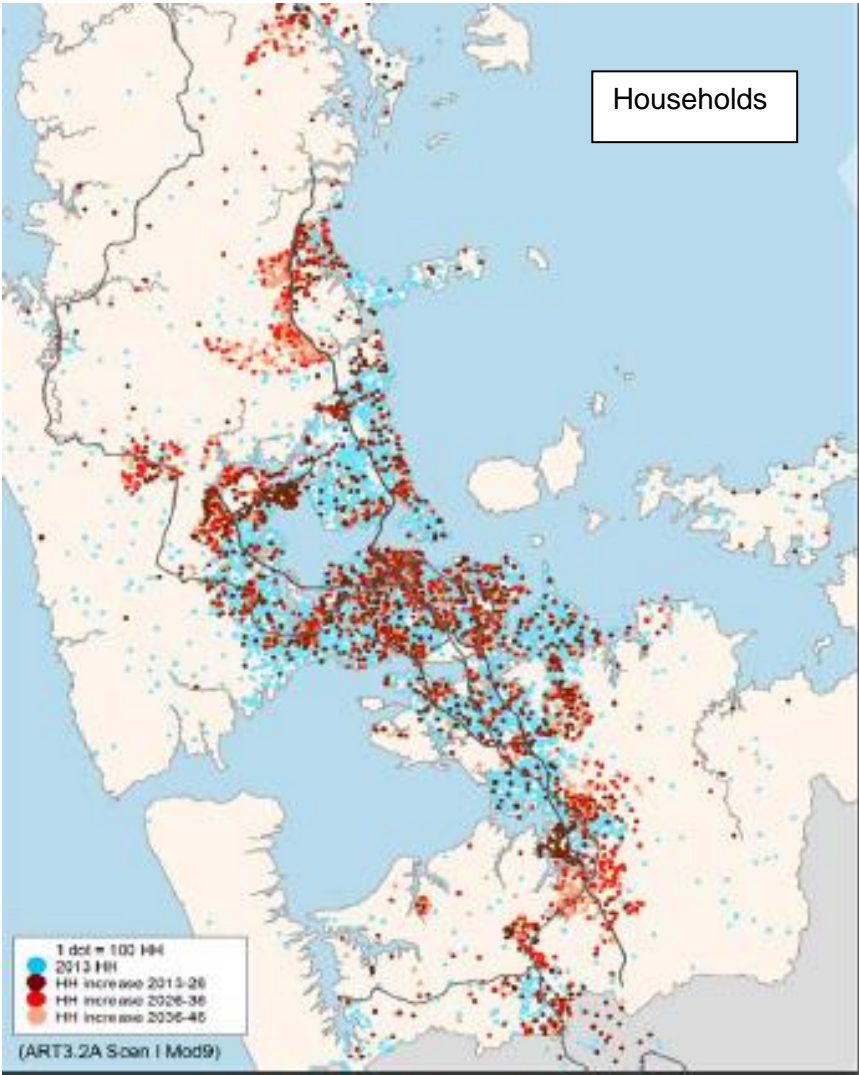 Households
1 dot = 100 HH
2013 HH
HH increase 2013-26
HH increase 2026-36
HH increase 2036-46
(ART3.2A Scen I Mod9)